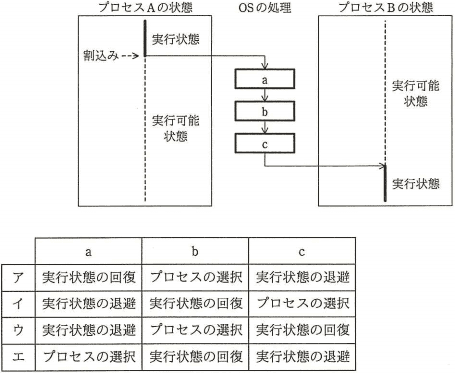 プロセスAの状態 OSの処理 プロセスBの状態
実行状態
割込み
a
実行可能
状態
b
実行可能
状態
c
実行状態
a b c
ア 実行状態の回復 プロセスの選択 実行状態の退避
イ 実行状態の退避 実行状態の回復 プロセスの選択
ウ 実行状態の退避 プロセスの選択 実行状態の回復
エ プロセスの選択 実行状態の回復 実行状態の退避